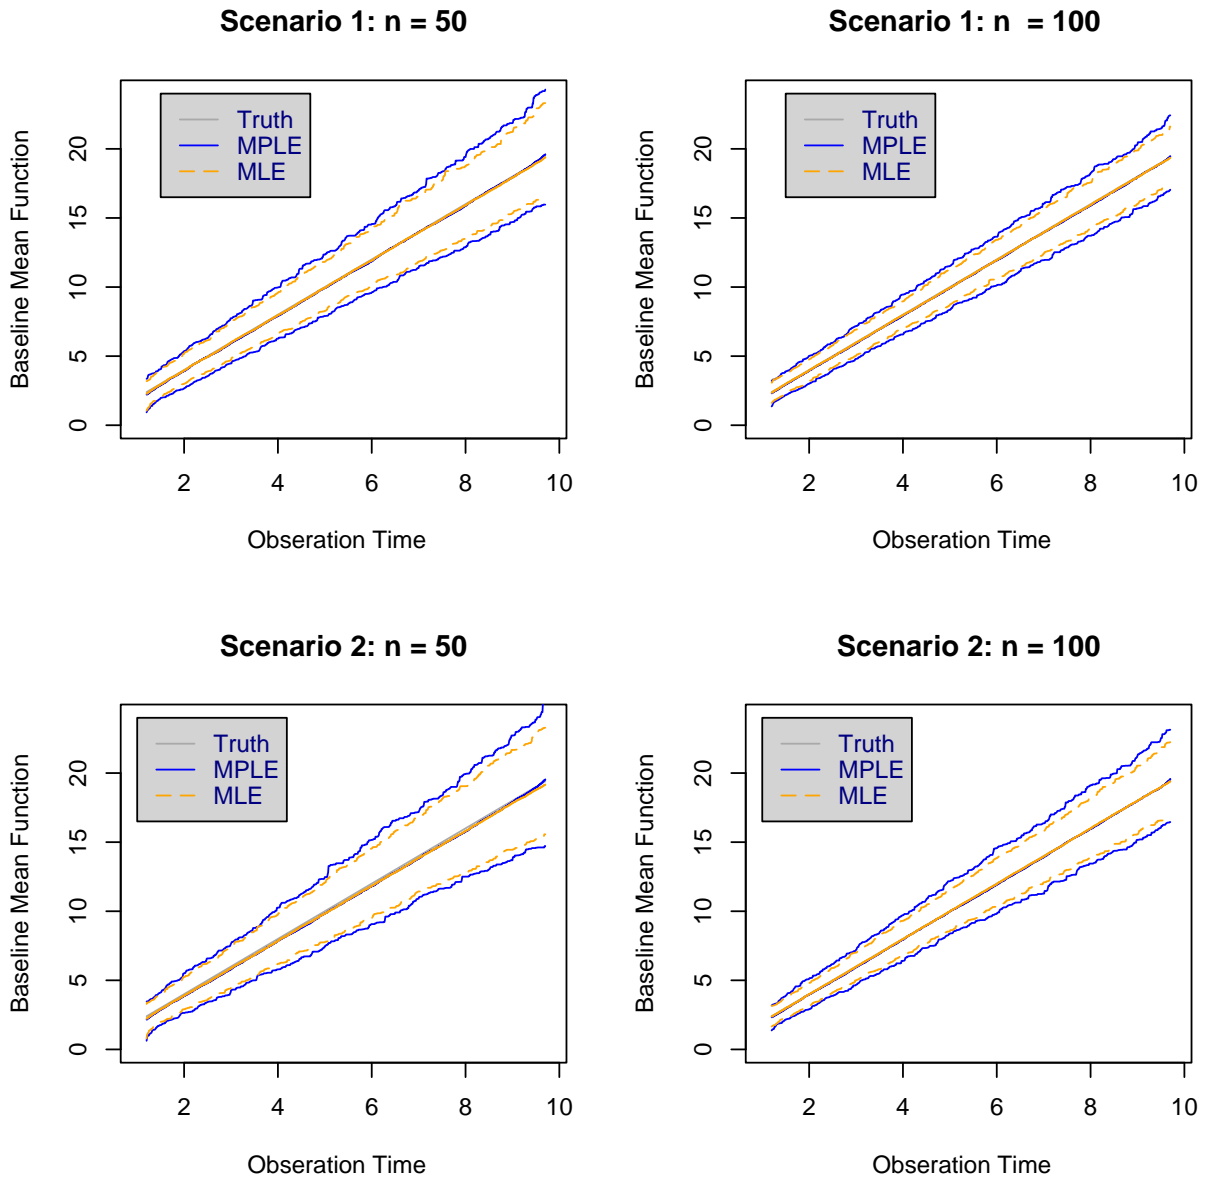 Scenario 1: n = 50
Baseline Mean Function
20
15
10
5
0
Truth
MPLE
MLE
2 4 6 8 10
Obseration Time
Scenario 1: n = 100
Baseline Mean Function
20
15
10
5
0
Truth
MPLE
MLE
2 4 6 8 10
Obseration Time
Scenario 2: n = 50
Baseline Mean Function
20
15
10
5
0
Truth
MPLE
MLE
2 4 6 8 10
Obseration Time
Scenario 2: n = 100
Baseline Mean Function
20
15
10
5
0
Truth
MPLE
MLE
2 4 6 8 10
Obseration Time